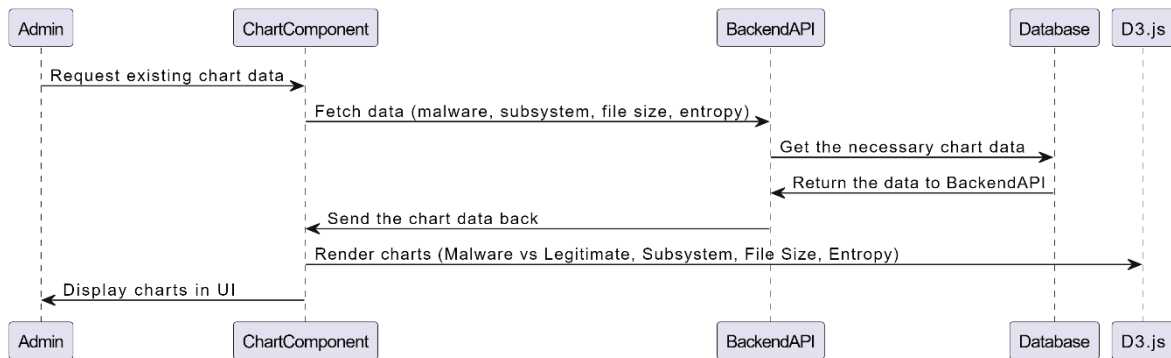 Admin
ChartComponent
BackendAPI
Database
D3.js
Request existing chart data
Fetch data (malware, subsystem, file size, entropy)
Get the necessary chart data
Return the data to BackendAPI
Send the chart data back
Render charts (Malware vs Legitimate, Subsystem, File Size, Entropy)
Display charts in UI
Admin
ChartComponent
BackendAPI
Database
D3.js